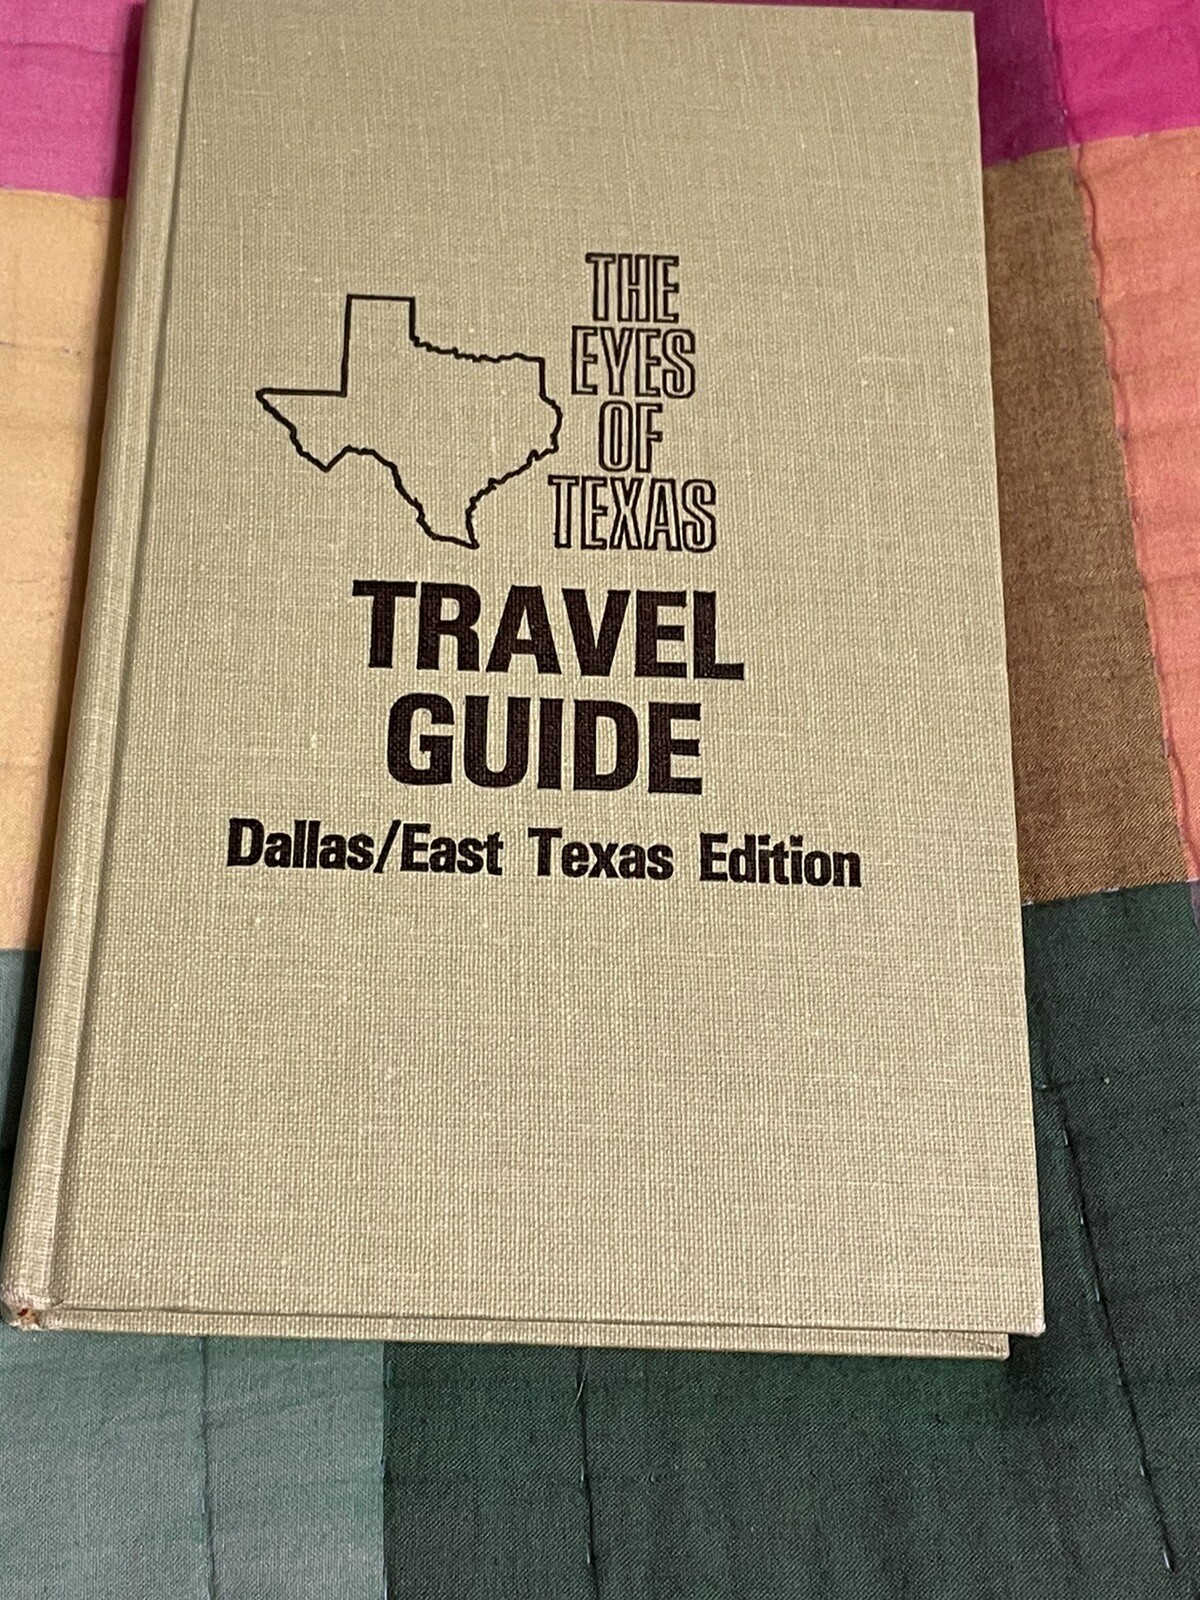 THE
EYES
OF
TEXAS
TRAVEL
GUIDE
Dallas/East Texas Edition